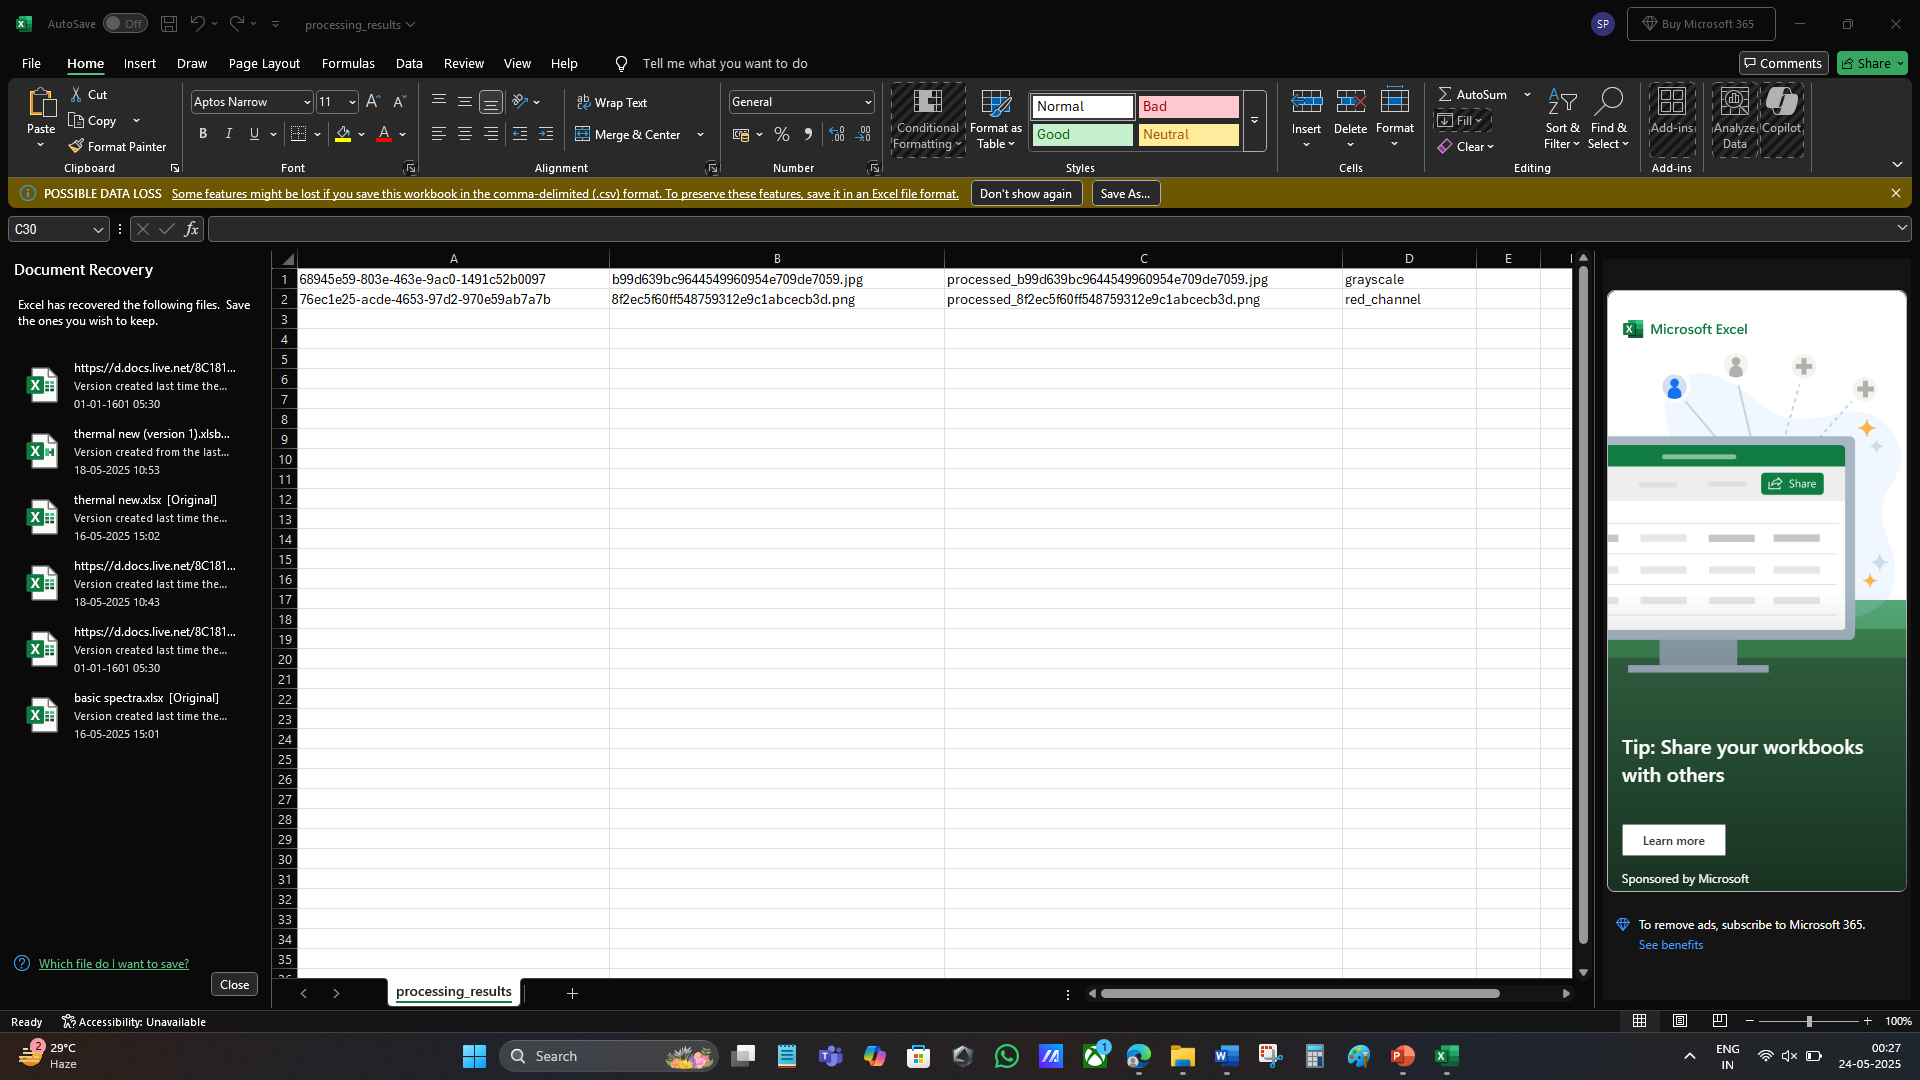 AutoSave Off processing_results SP Buy Microsoft 365
File Home Insert Draw Page Layout Formulas Data Review View Help Tell me what you want to do Comments Share
Paste Cut Copy Format Painter Clipboard
Aptos Narrow 11 B I U Font
Wrap Text Merge & Center Alignment
General Number
Conditional Formatting Format as Table Normal Bad Good Neutral Styles
Insert Delete Format Cells
AutoSum Fill Clear Sort & Filter Find & Select Editing
Add-ins Add-ins
Analyze Data Copilot
POSSIBLE DATA LOSS Some features might be lost if you save this workbook in the comma-delimited (.csv) format. To preserve these features, save it in an Excel file format. Don't show again Save As...
C30 fx
Document Recovery
Excel has recovered the following files. Save
the ones you wish to keep.
https://d.docs.live.net/8C181...
Version created last time the...
01-01-1601 05:30
thermal new (version 1).xlsb...
Version created from the last...
18-05-2025 10:53
thermal new.xlsx [Original]
Version created last time the...
16-05-2025 15:02
https://d.docs.live.net/8C181...
Version created last time the...
18-05-2025 10:43
https://d.docs.live.net/8C181...
Version created last time the...
01-01-1601 05:30
basic spectra.xlsx [Original]
Version created last time the...
16-05-2025 15:01
Which file do I want to save?
Close
A B C D E
1 68945e59-803e-463e-9ac0-1491c52b0097 b99d639bc9644549960954e709de7059.jpg processed_b99d639bc9644549960954e709de7059.jpg grayscale
2 76ec1e25-acde-4653-97d2-970e59ab7a7b 8f2ec5f60ff548759312e9c1abcecb3d.png processed_8f2ec5f60ff548759312e9c1abcecb3d.png red_channel
3
4
5
6
7
8
9
10
11
12
13
14
15
16
17
18
19
20
21
22
23
24
25
26
27
28
29
30
31
32
33
34
35
Microsoft Excel
Share
Tip: Share your workbooks
with others
Learn more
Sponsored by Microsoft
To remove ads, subscribe to Microsoft 365.
See benefits
processing_results
Ready Accessibility: Unavailable 100%
2 29°C
Haze
Search
1
ENG
IN
00:27
24-05-2025